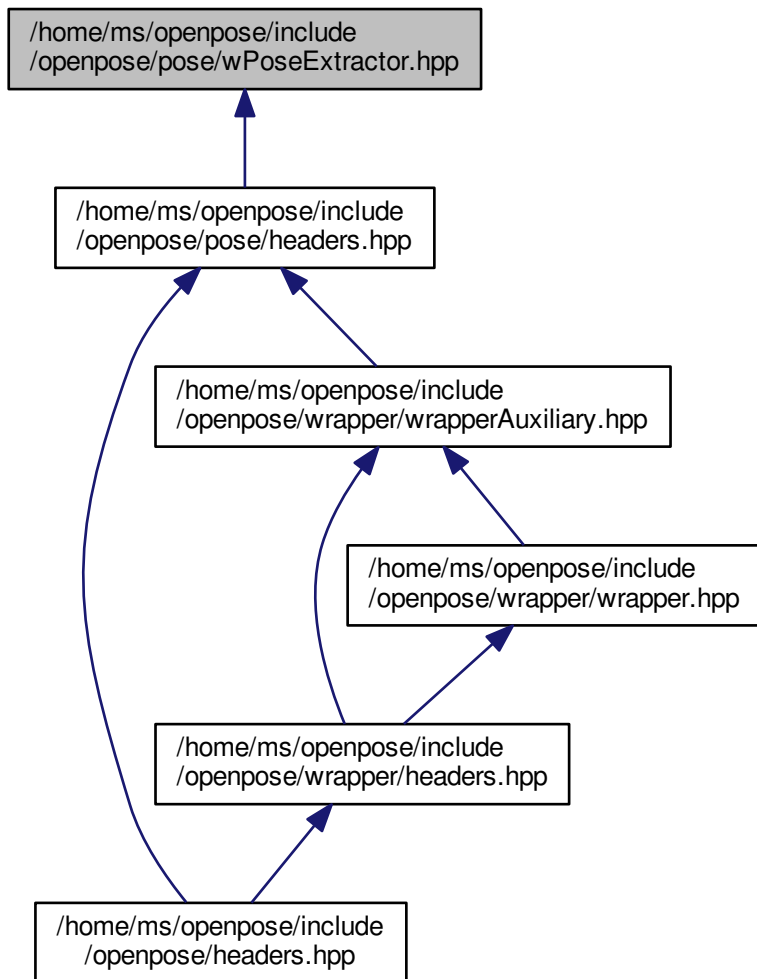 /home/ms/openpose/include
/openpose/pose/wPoseExtractor.hpp
/home/ms/openpose/include
/openpose/pose/headers.hpp
/home/ms/openpose/include
/openpose/wrapper/wrapperAuxiliary.hpp
/home/ms/openpose/include
/openpose/wrapper/wrapper.hpp
/home/ms/openpose/include
/openpose/wrapper/headers.hpp
/home/ms/openpose/include
/openpose/headers.hpp